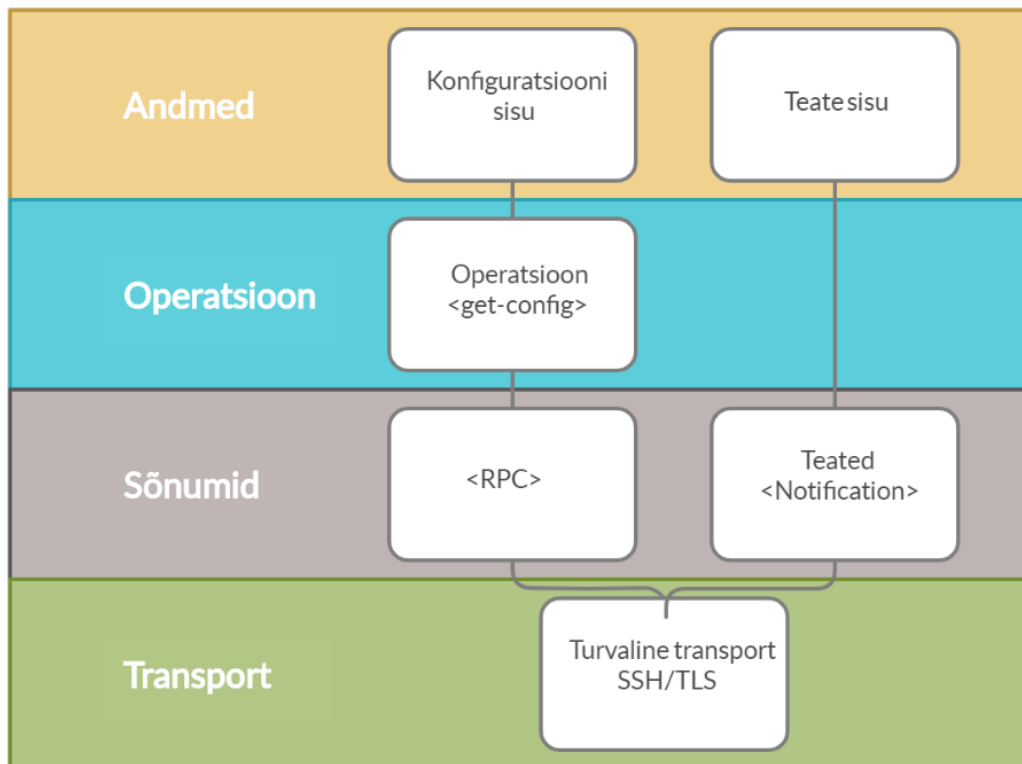 Andmed
Konfiguratsiooni
sisu
Teate sisu
Operatsioon
Operatsioon
<get-config>
Sõnumid
<RPC>
Teated
<Notification>
Transport
Turvaline transport
SSH/TLS